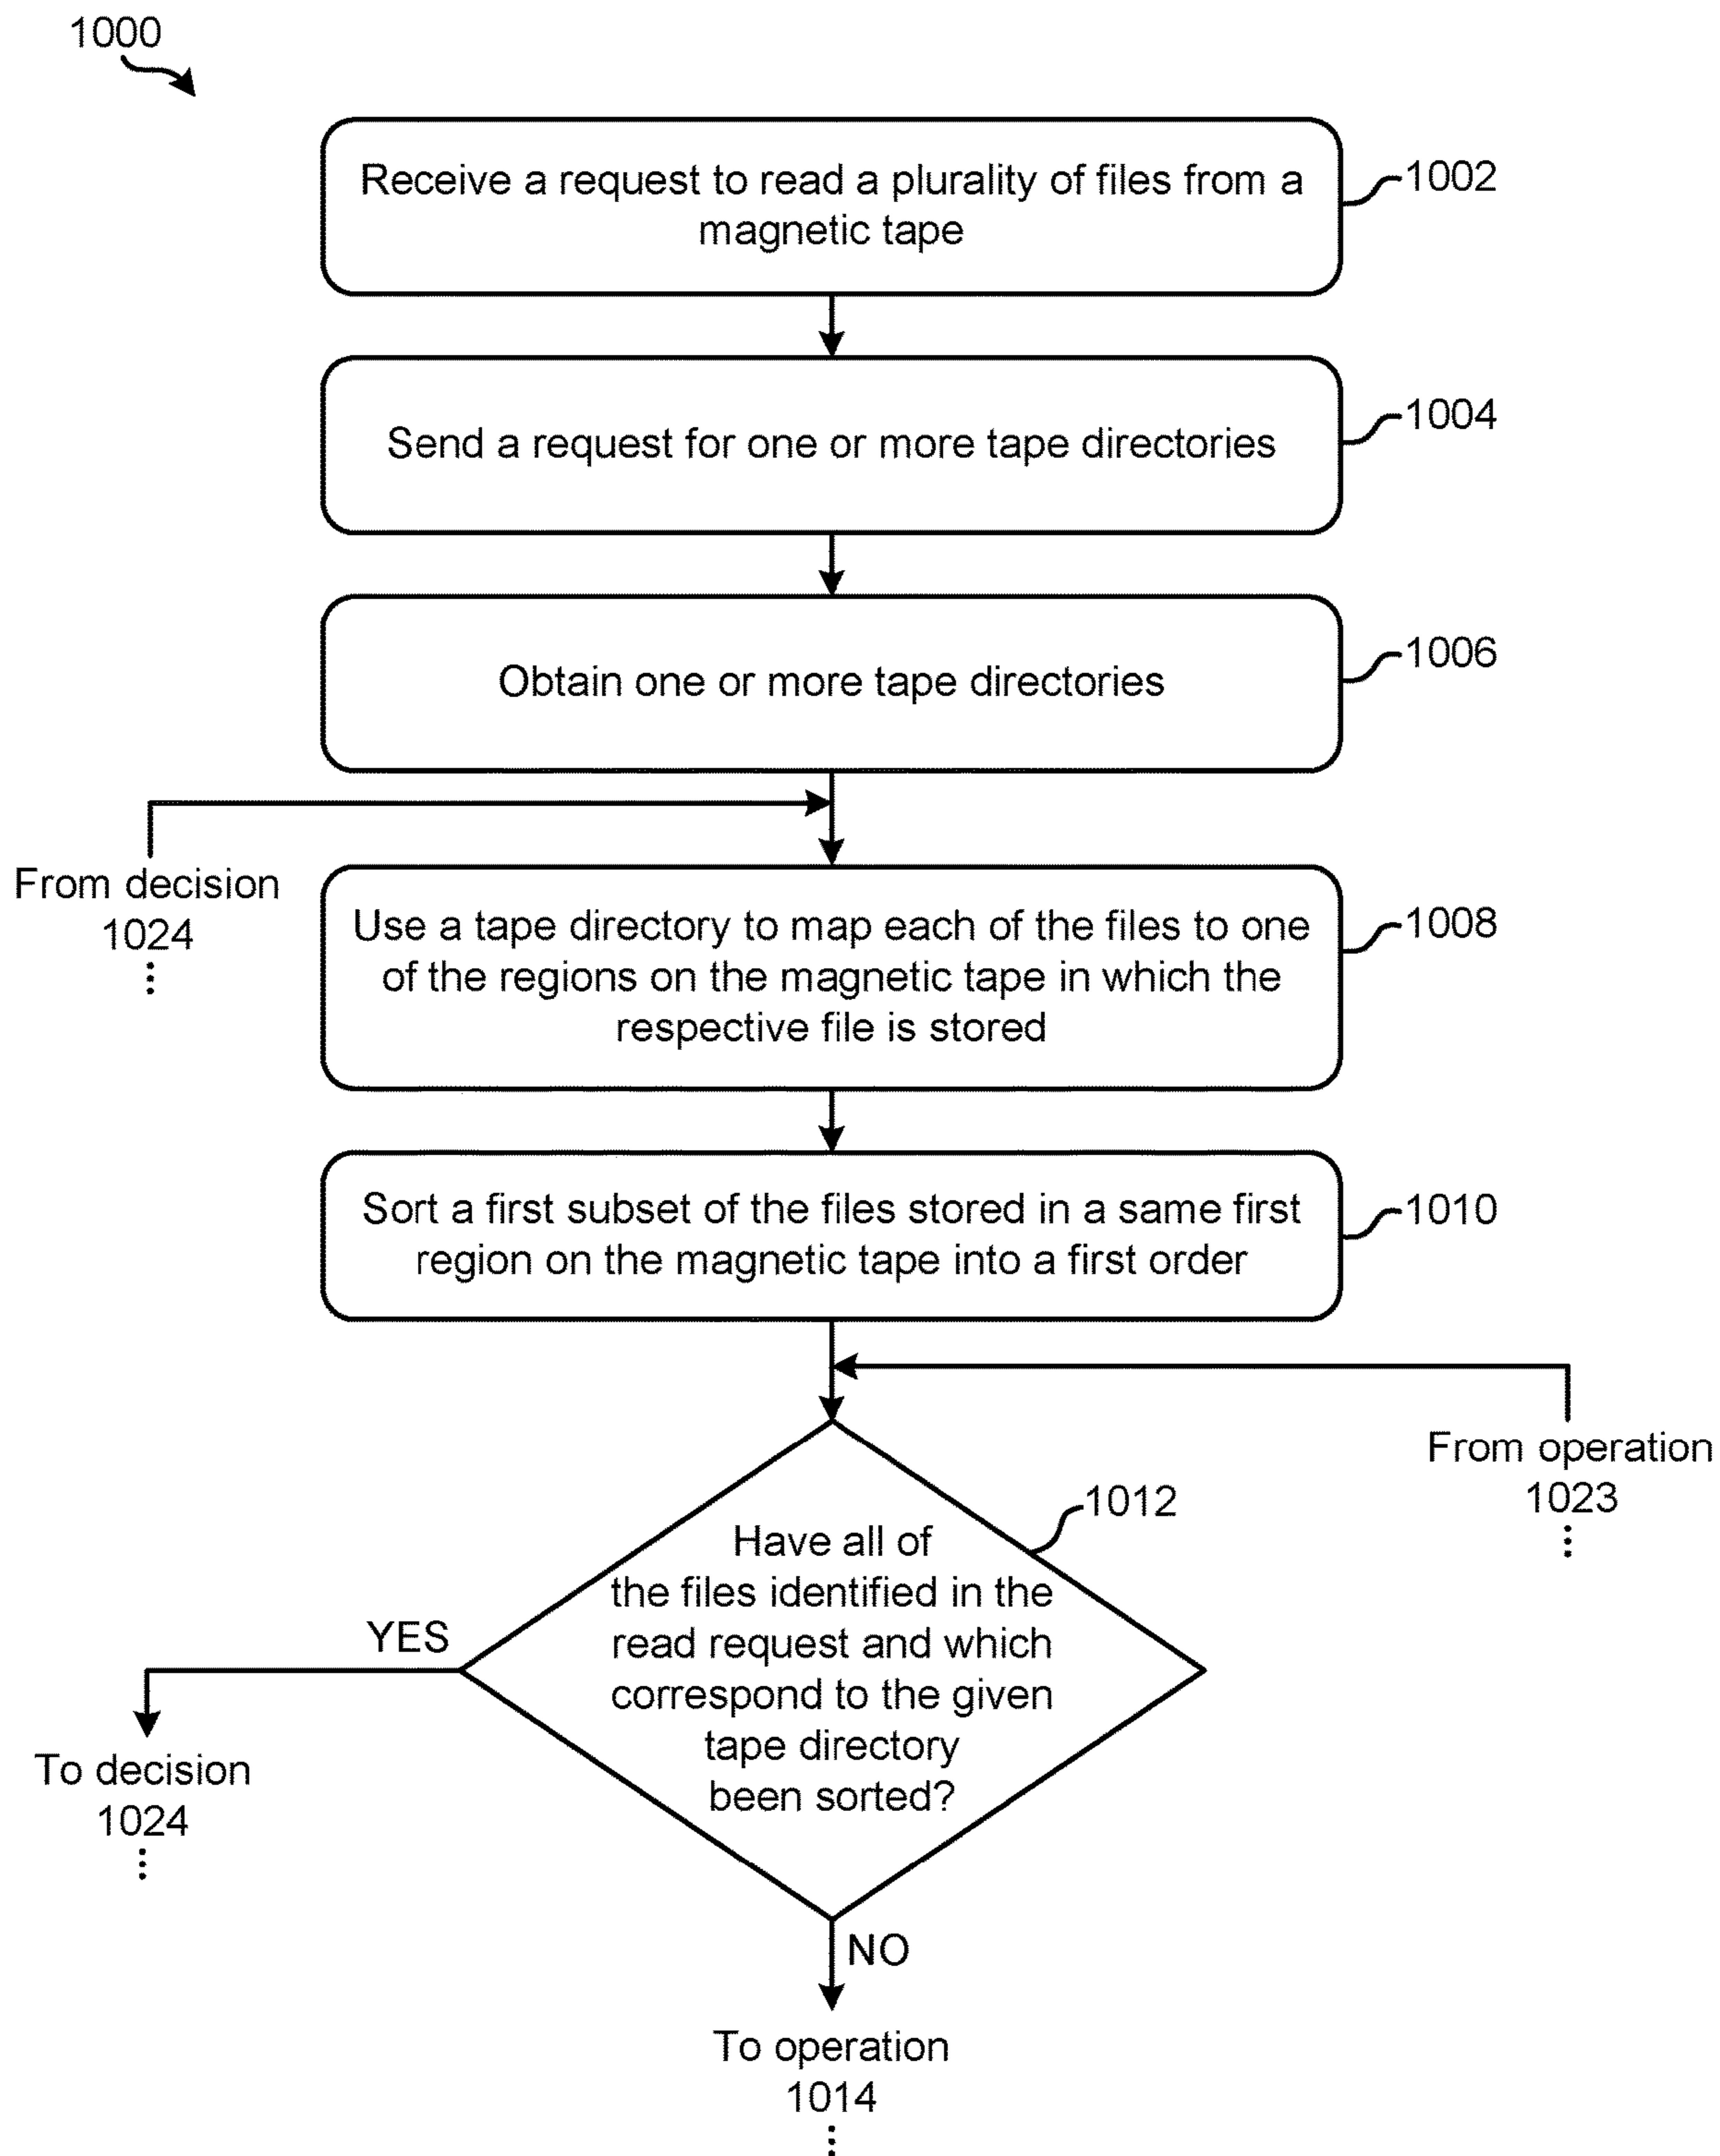 1000
Receive a request to read a plurality of files from a
magnetic tape
1002
Send a request for one or more tape directories
1004
Obtain one or more tape directories
1006
From decision
1024
Use a tape directory to map each of the files to one
of the regions on the magnetic tape in which the
respective file is stored
1008
Sort a first subset of the files stored in a same first
region on the magnetic tape into a first order
1010
From operation
1023
1012
Have all of
the files identified in the
read request and which
correspond to the given
tape directory
been sorted?
YES
To decision
1024
NO
To operation
1014